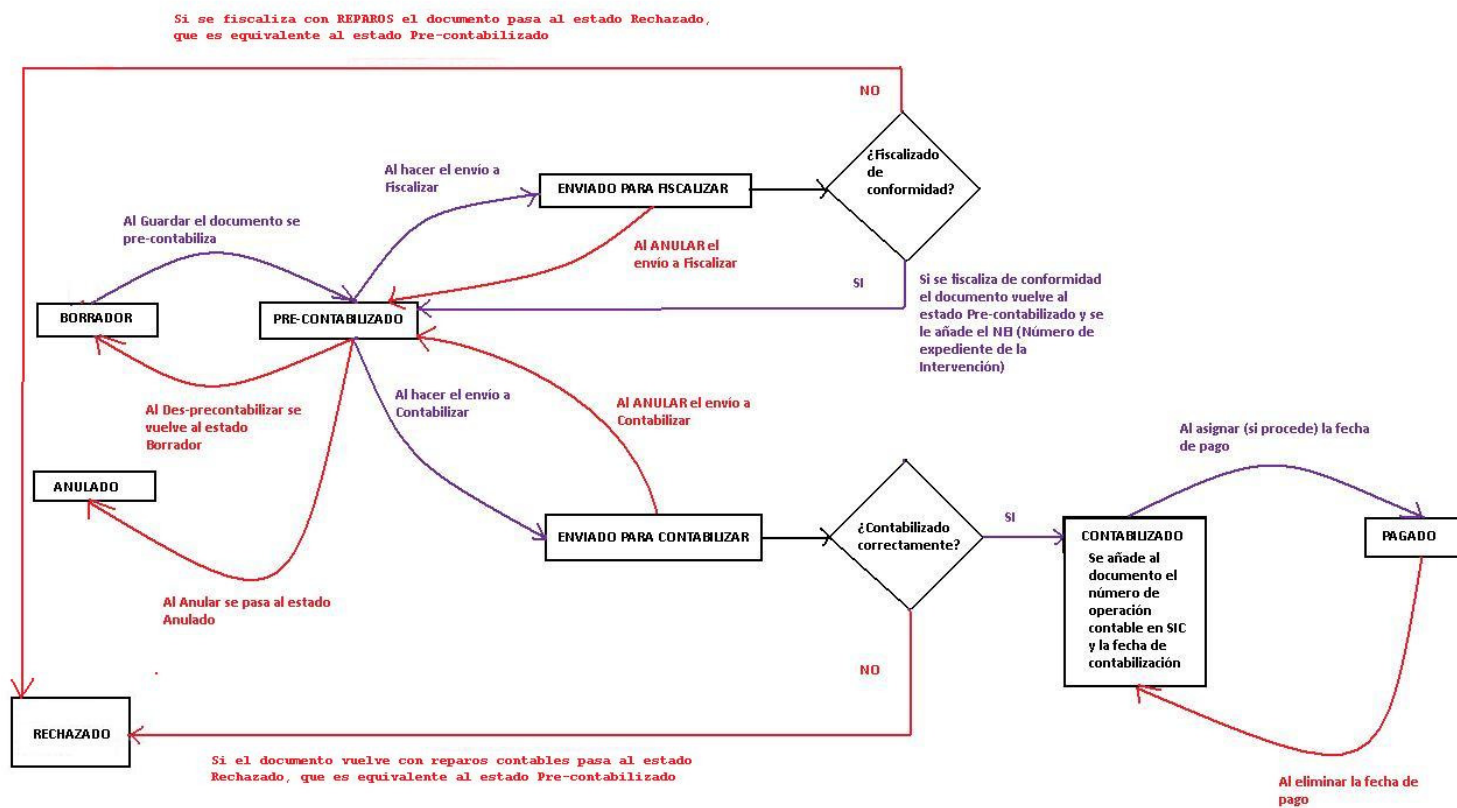 Si se fiscaliza con REPAROS el documento pasa al estado Rechazado,
que es equivalente al estado Pre-contabilizado
NO
¿Fiscalizado
de
conformidad?
Al hacer el envío a
Fiscalizar
ENVIADO PARA FISCALIZAR
Al Guardar el documento se
pre-contabiliza
Al ANULAR el
envío a Fiscalizar
SI
Si se fiscaliza de conformidad
el documento vuelve al
estado Pre-contabilizado y se
le añade el NEI (Número de
expediente de la
Intervención)
BORRADOR
PRE-CONTABILIZADO
Al Des-precontabilizar se
vuelve al estado
Borrador
Al hacer el envío a
Contabilizar
Al ANULAR el envío a
Contabilizar
Al asignar (si procede) la fecha
de pago
ANULADO
ENVIADO PARA CONTABILIZAR
¿Contabilizado
correctamente?
SI
CONTABILIZADO
Se añade al
documento el
número de
operación
contable en SIC
y la fecha de
contabilización
PAGADO
Al Anular se pasa al estado
Anulado
NO
RECHAZADO
Si el documento vuelve con reparos contables pasa al estado
Rechazado, que es equivalente al estado Pre-contabilizado
Al eliminar la fecha de
pago